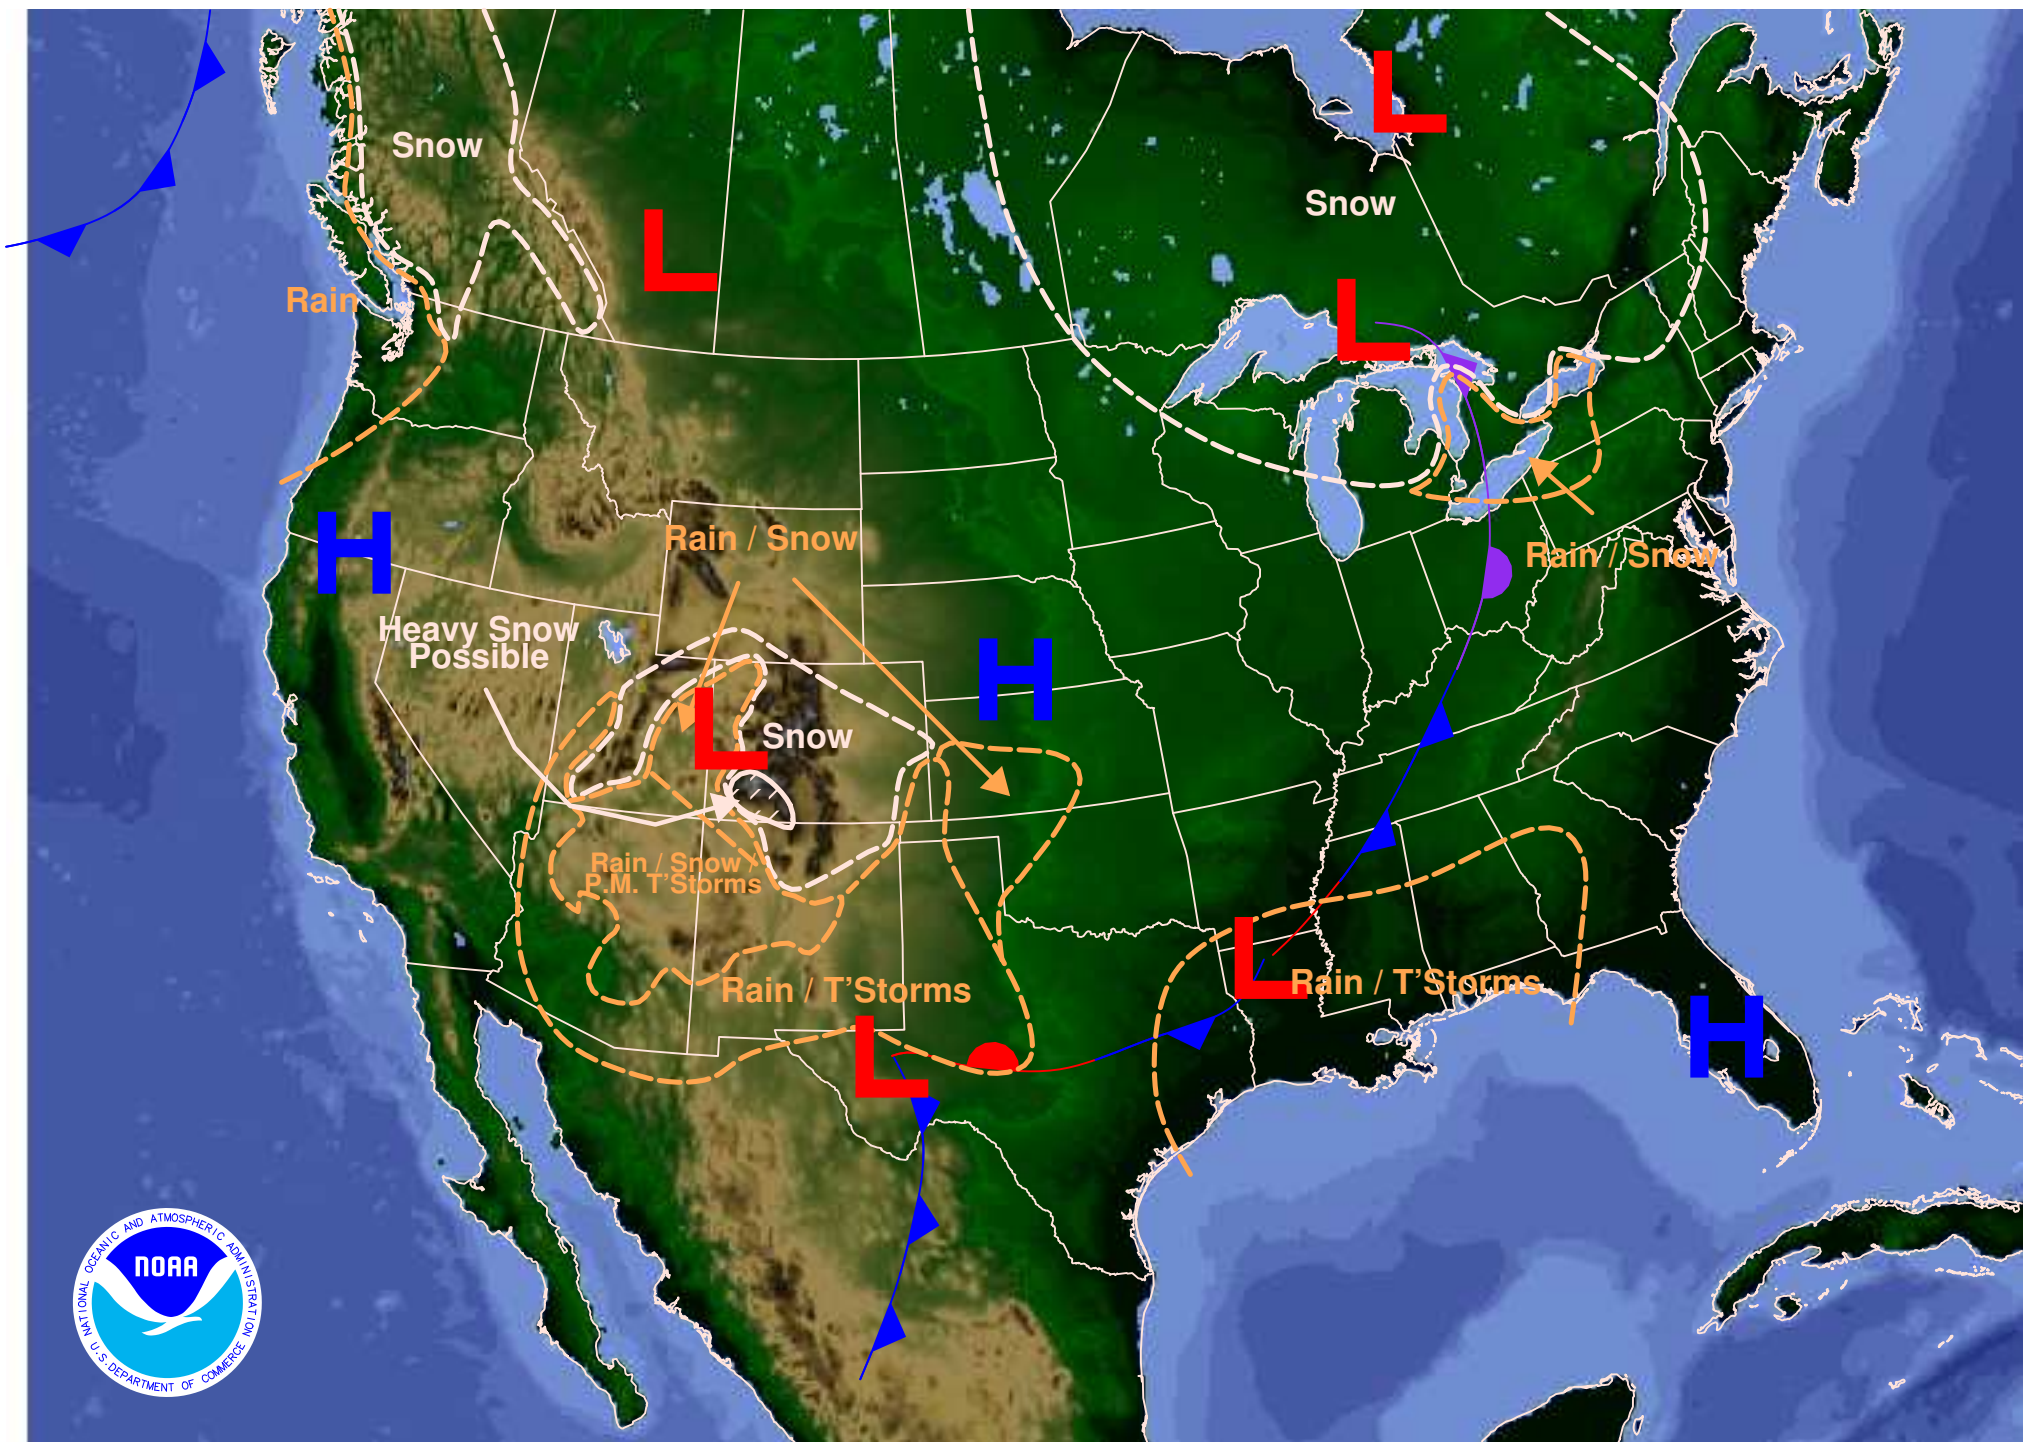 L
Snow
Snow
L
Rain
L
H
Rain / Snow
Rain / Snow
Heavy Snow
Possible
H
L
Snow
Rain / Snow /
P.M. T'Storms
L
Rain / T'Storms
Rain / T'Storms
H
L
NATIONAL OCEANIC AND ATMOSPHERIC ADMINISTRATION
NOAA
U.S. DEPARTMENT OF COMMERCE